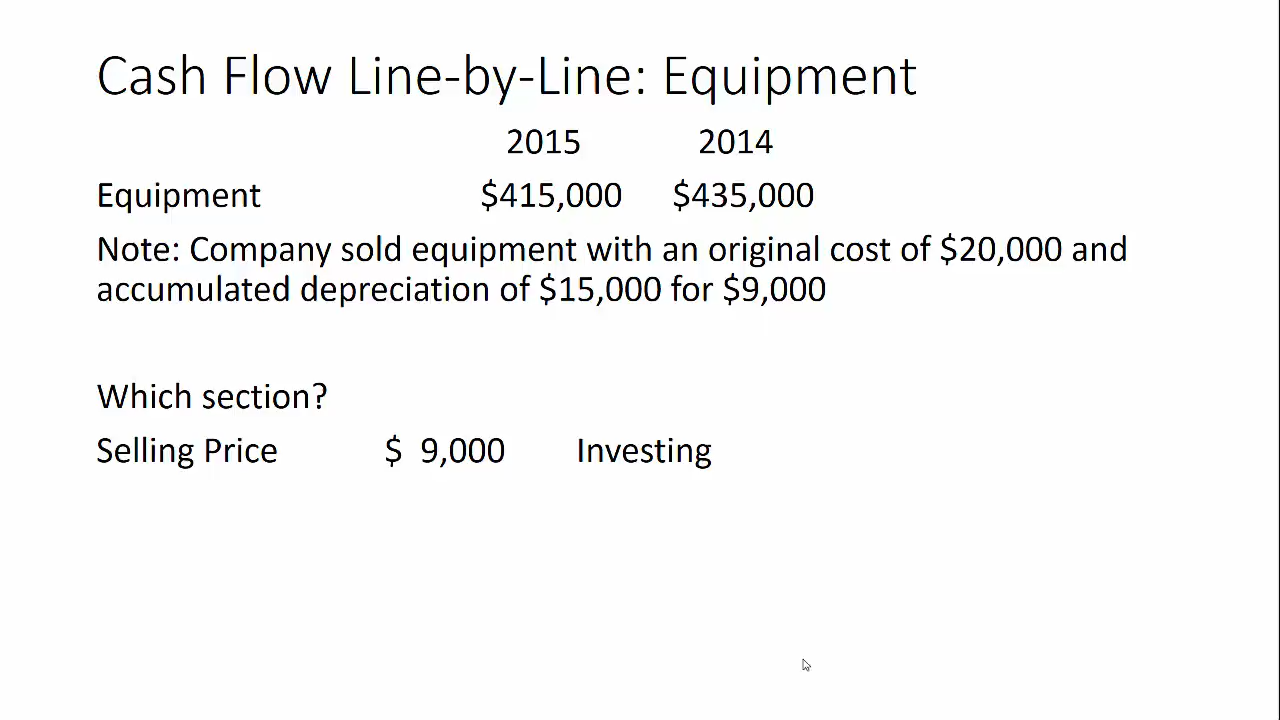 Cash Flow Line-by-Line: Equipment
2015 2014
Equipment $415,000 $435,000
Note: Company sold equipment with an original cost of $20,000 and
accumulated depreciation of $15,000 for $9,000
Which section?
Selling Price $ 9,000 Investing